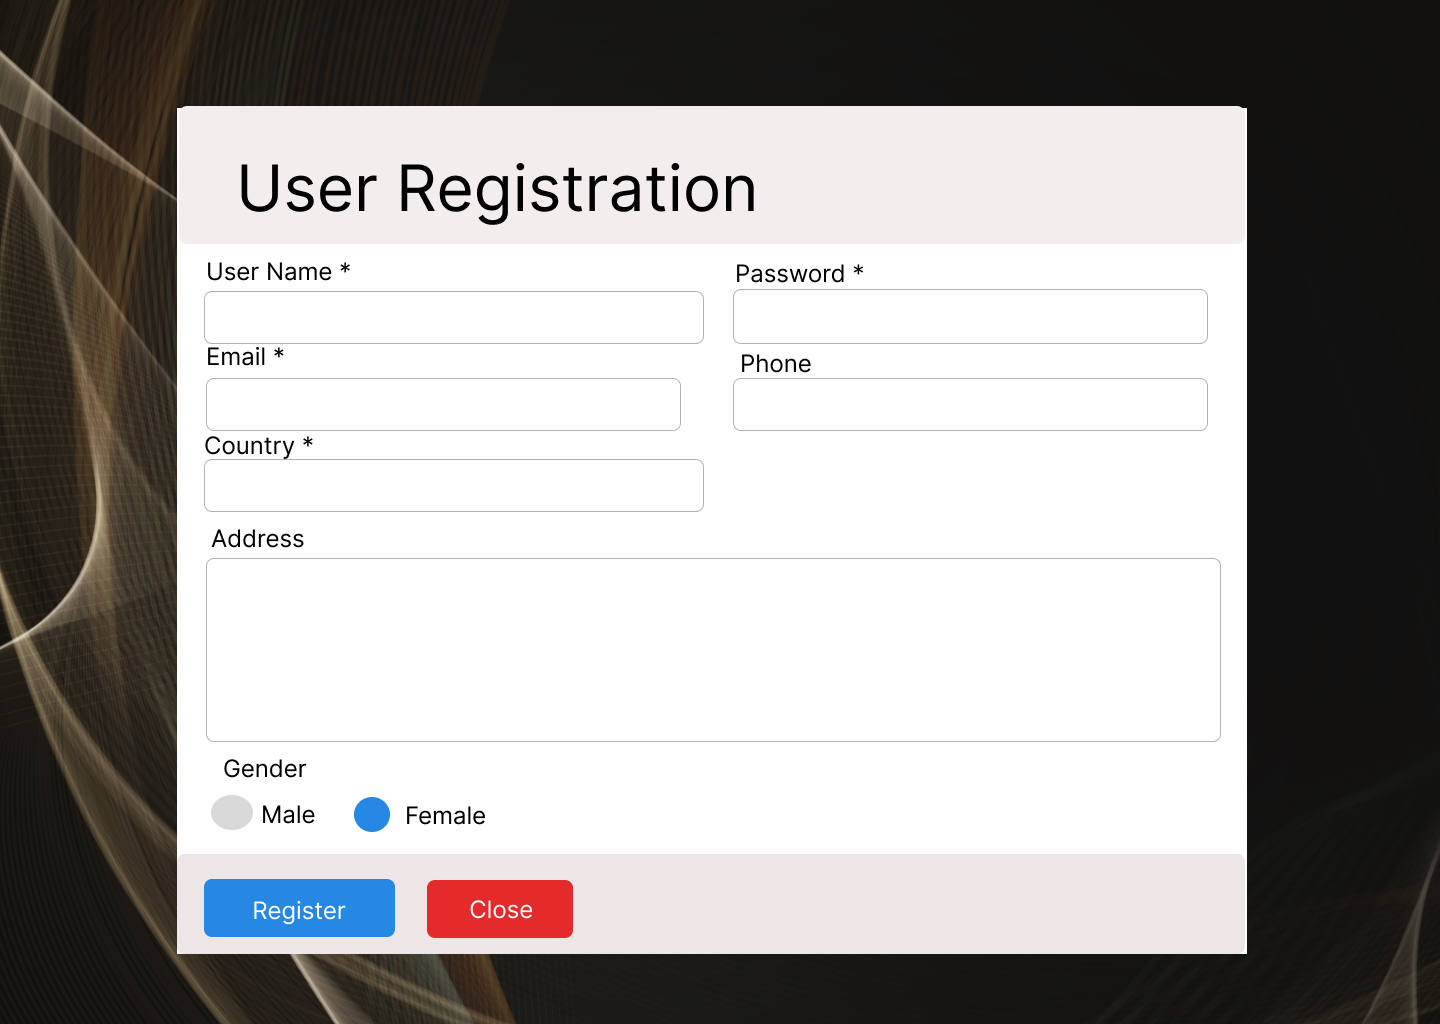 User Registration
User Name *
Password *
Email *
Phone
Country *
Address
Gender
Male
Female
Register
Close